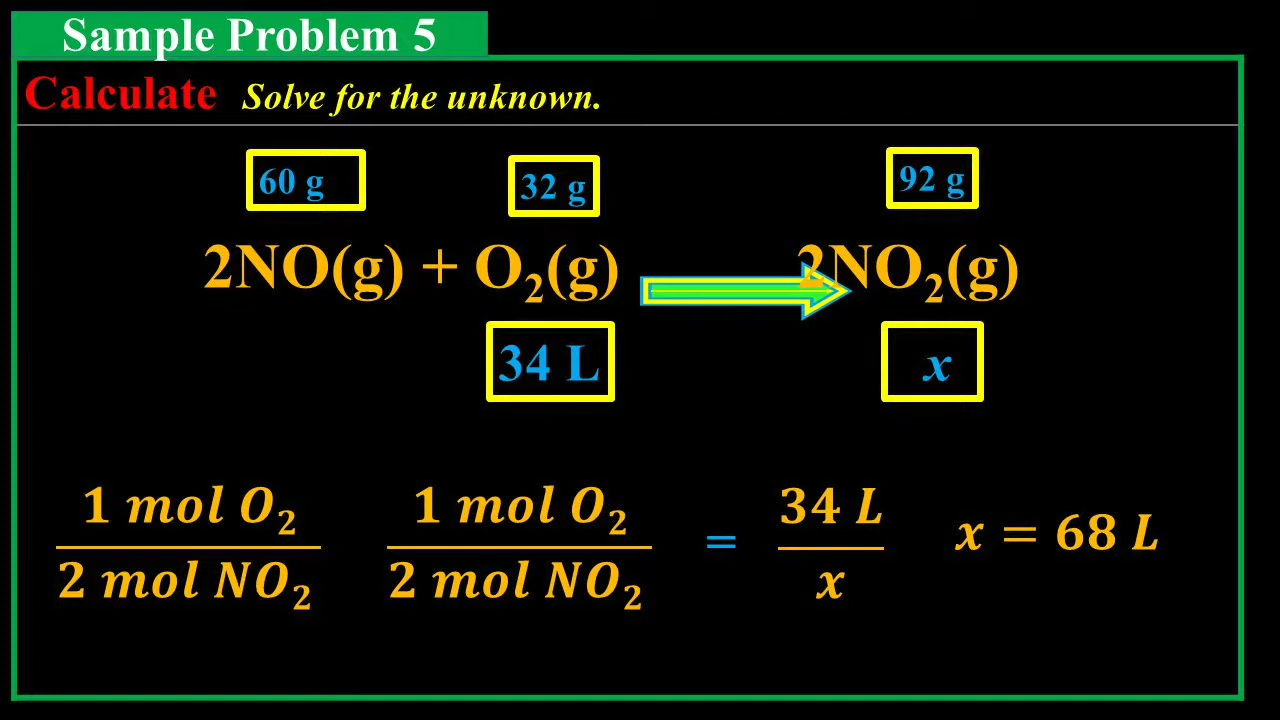 Sample Problem 5
Calculate Solve for the unknown.
60 g 32 g 92 g
2NO(g) + O₂(g) 2NO₂(g)
34 L x
1 mol O₂ 1 mol O₂ = 34 L x = 68 L
2 mol NO₂ 2 mol NO₂ x